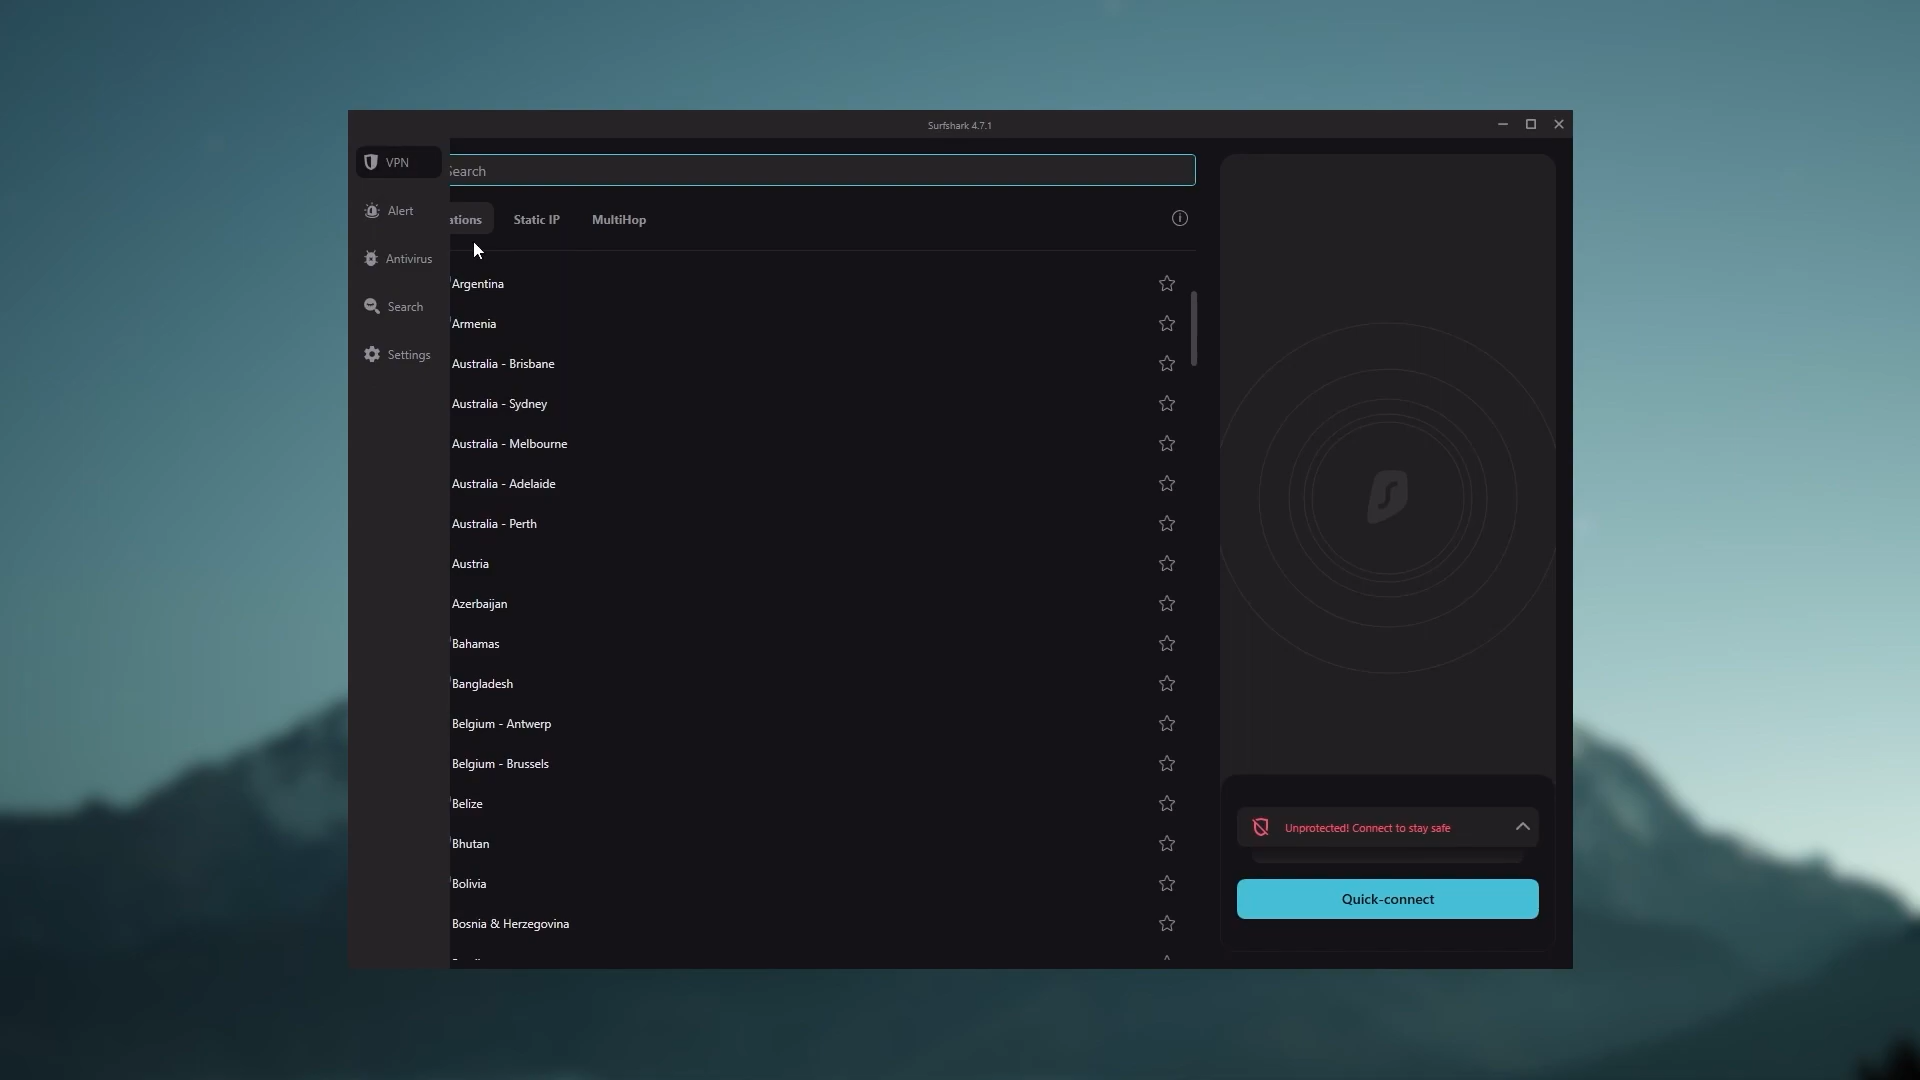 Surfshark 4.7.1
VPN
Alert
Antivirus
Search
Settings
Search
ations
Static IP
MultiHop
Argentina
Armenia
Australia - Brisbane
Australia - Sydney
Australia - Melbourne
Australia - Adelaide
Australia - Perth
Austria
Azerbaijan
Bahamas
Bangladesh
Belgium - Antwerp
Belgium - Brussels
Belize
Bhutan
Bolivia
Bosnia & Herzegovina
Unprotected! Connect to stay safe
Quick-connect